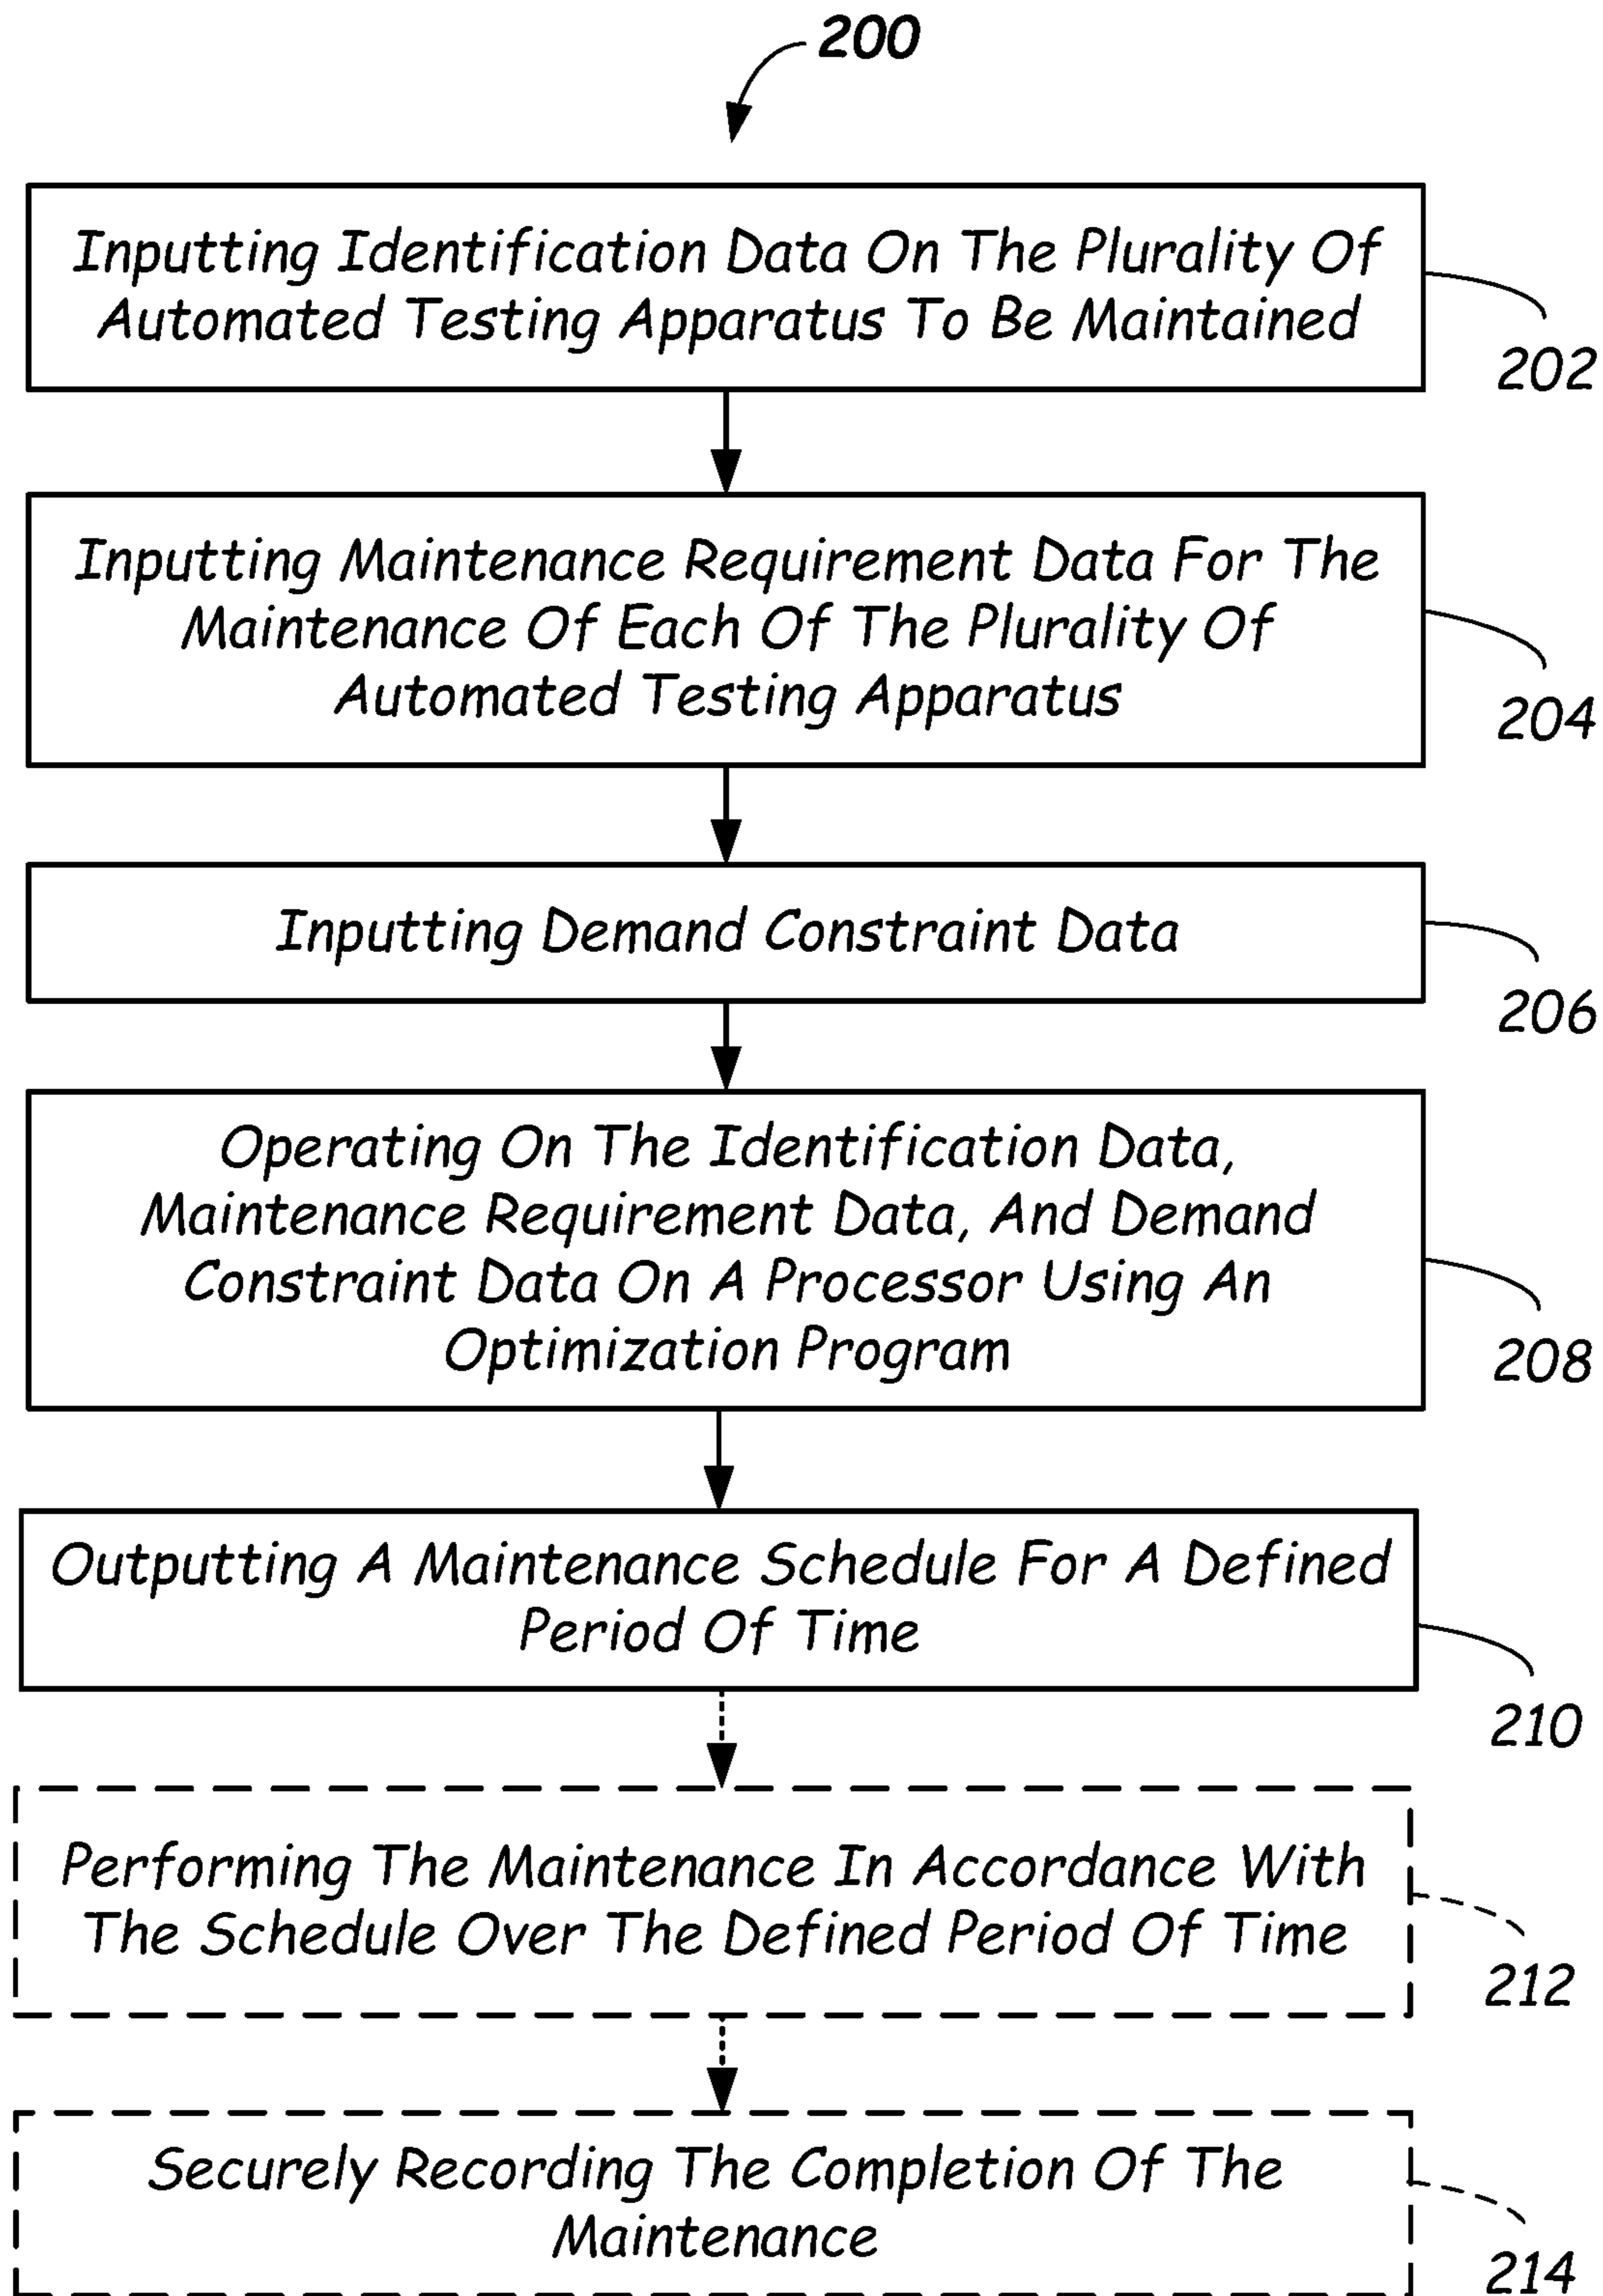 200
Inputting Identification Data On The Plurality Of
Automated Testing Apparatus To Be Maintained
202
Inputting Maintenance Requirement Data For The
Maintenance Of Each Of The Plurality Of
Automated Testing Apparatus
204
Inputting Demand Constraint Data
206
Operating On The Identification Data,
Maintenance Requirement Data, And Demand
Constraint Data On A Processor Using An
Optimization Program
208
Outputting A Maintenance Schedule For A Defined
Period Of Time
210
Performing The Maintenance In Accordance With
The Schedule Over The Defined Period Of Time
212
Securely Recording The Completion Of The
Maintenance
214